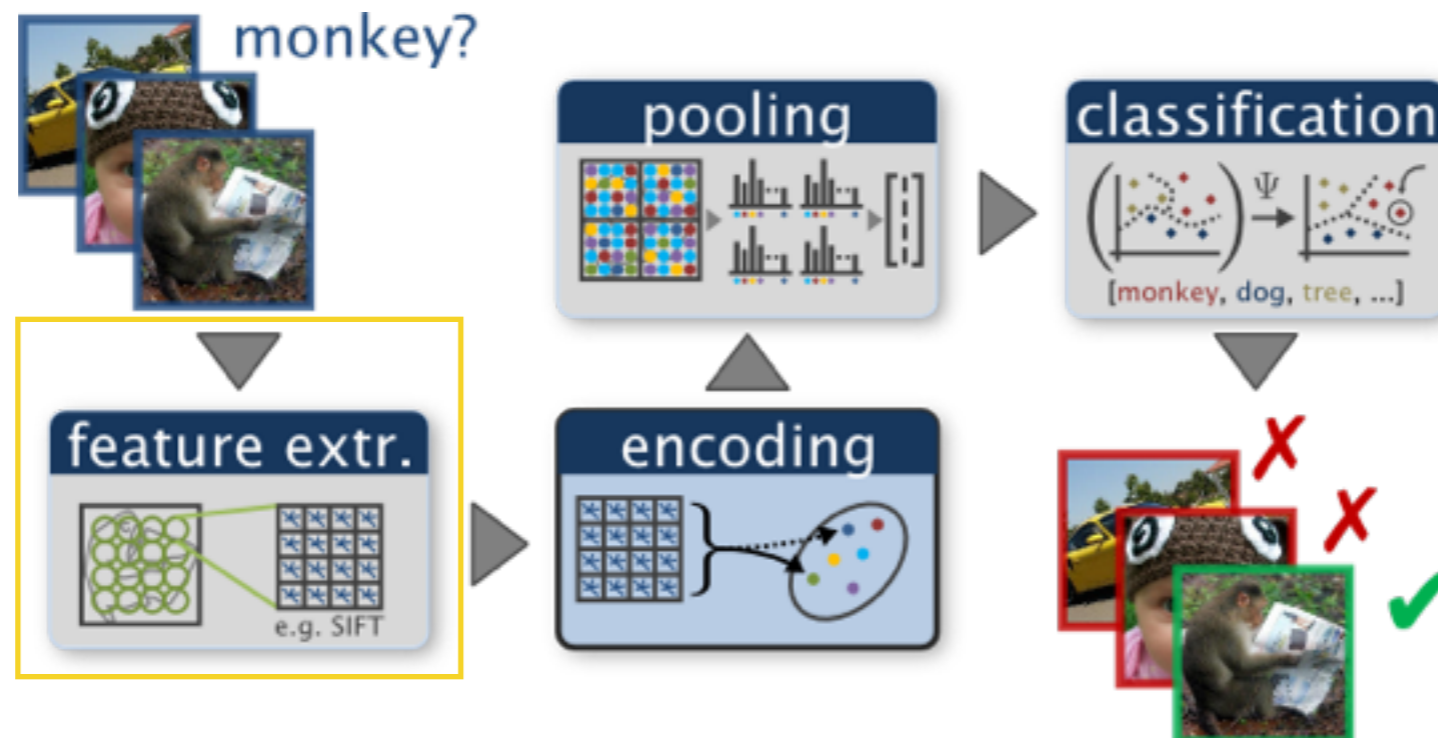 monkey?
feature extr.
e.g. SIFT
encoding
pooling
classification
Ψ
[monkey, dog, tree, ...]